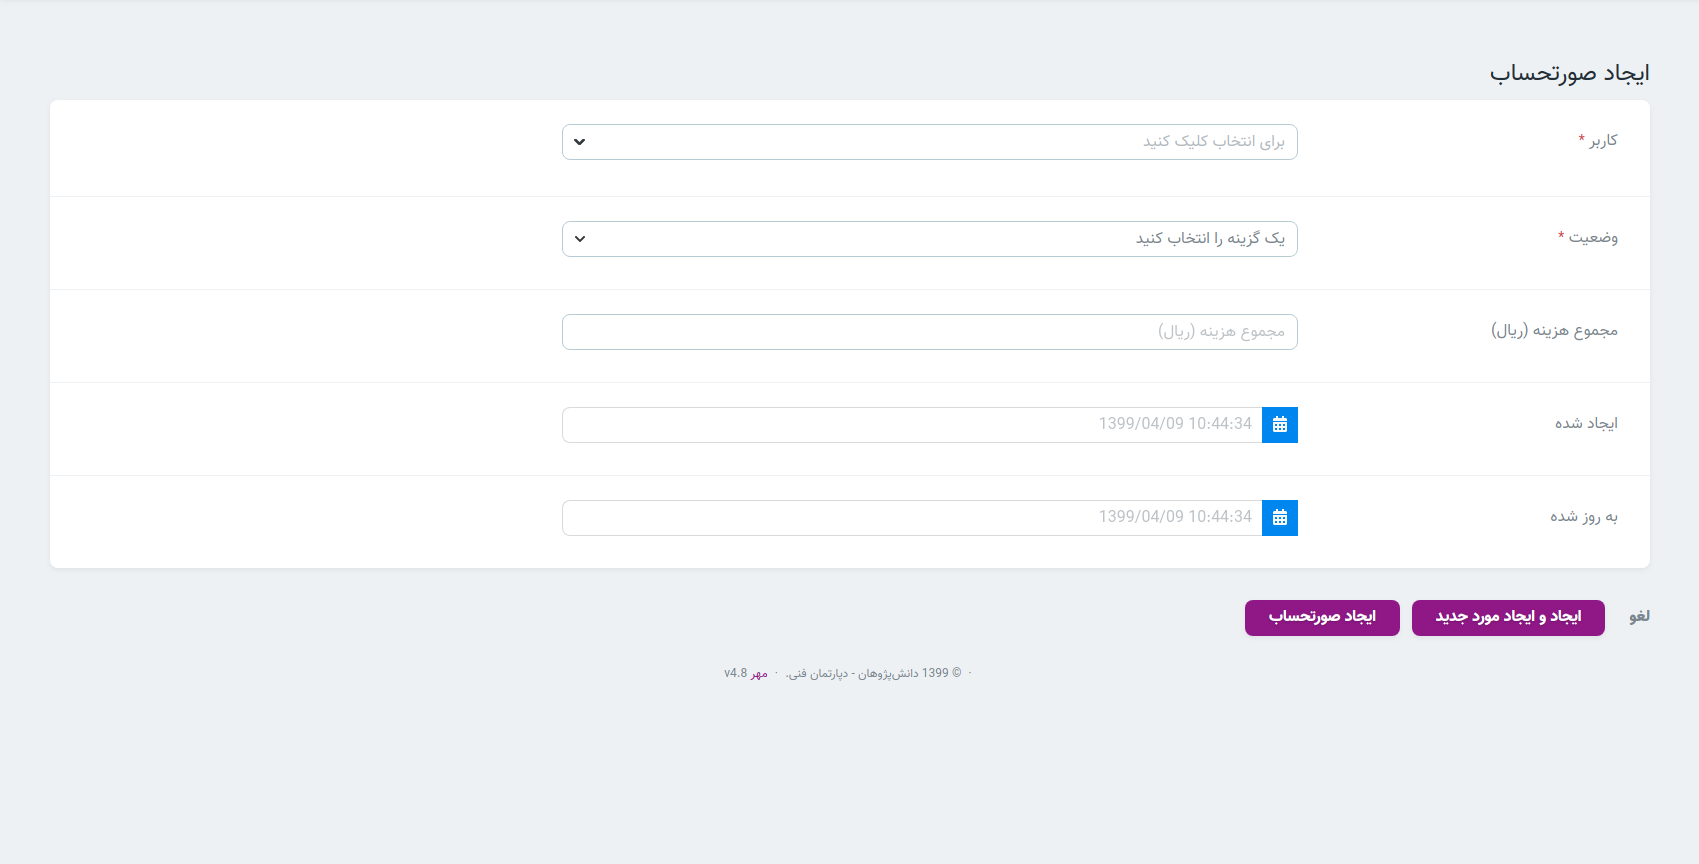 ایجاد صورتحساب
کاربر *
برای انتخاب کلیک کنید
وضعیت *
یک گزینه را انتخاب کنید
مجموع هزینه (ریال)
مجموع هزینه (ریال)
ایجاد شده
1399/04/09 10:44:34
به روز شده
1399/04/09 10:44:34
لغو
ایجاد و ایجاد مورد جدید
ایجاد صورتحساب
· © 1399 دانش‌پژوهان - دپارتمان فنی. · مهر v4.8